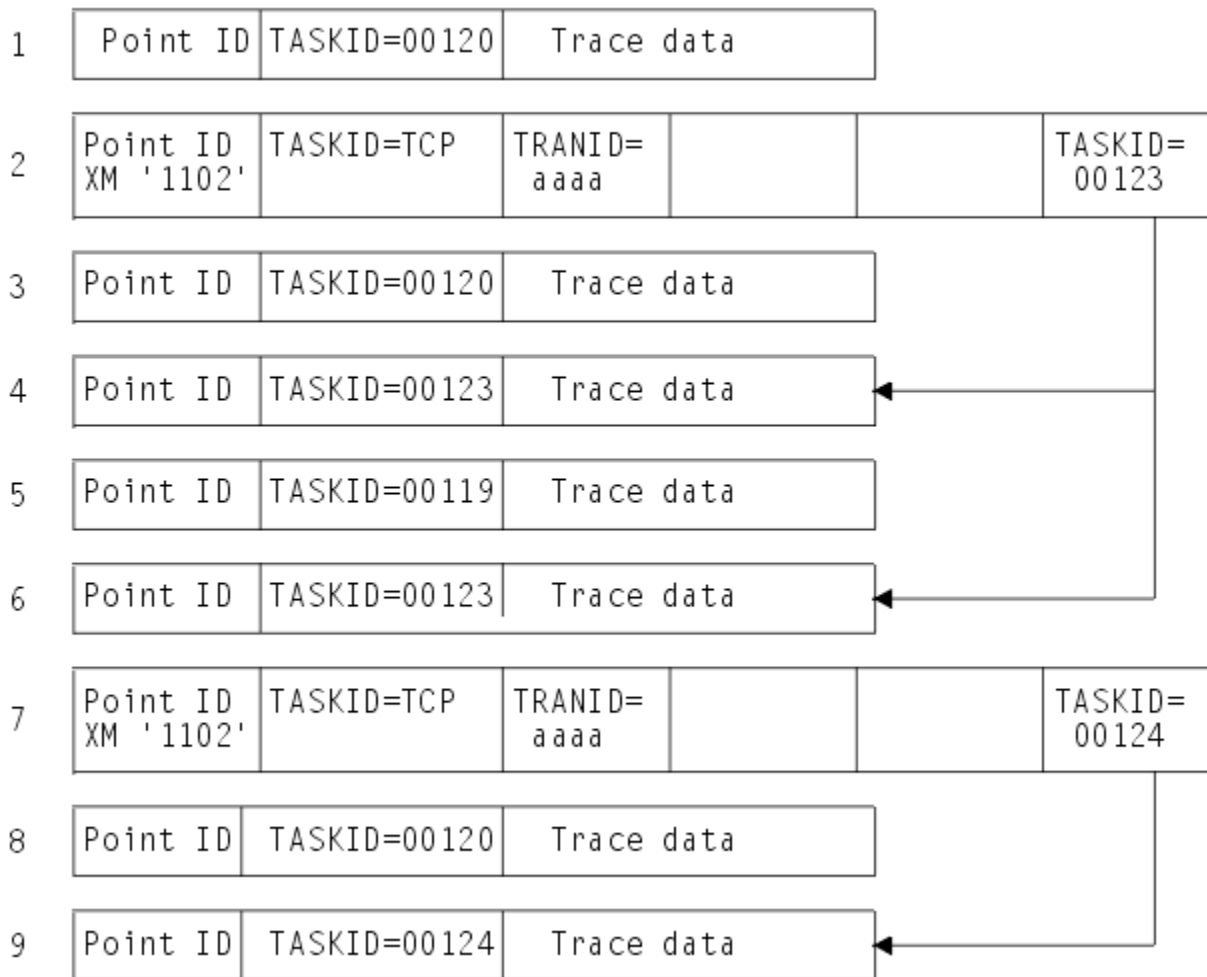 1 Point ID TASKID=00120 Trace data
2 Point ID TASKID=TCP TRANID= TASKID=
XM '1102' aaaa 00123
3 Point ID TASKID=00120 Trace data
4 Point ID TASKID=00123 Trace data
5 Point ID TASKID=00119 Trace data
6 Point ID TASKID=00123 Trace data
7 Point ID TASKID=TCP TRANID= TASKID=
XM '1102' aaaa 00124
8 Point ID TASKID=00120 Trace data
9 Point ID TASKID=00124 Trace data